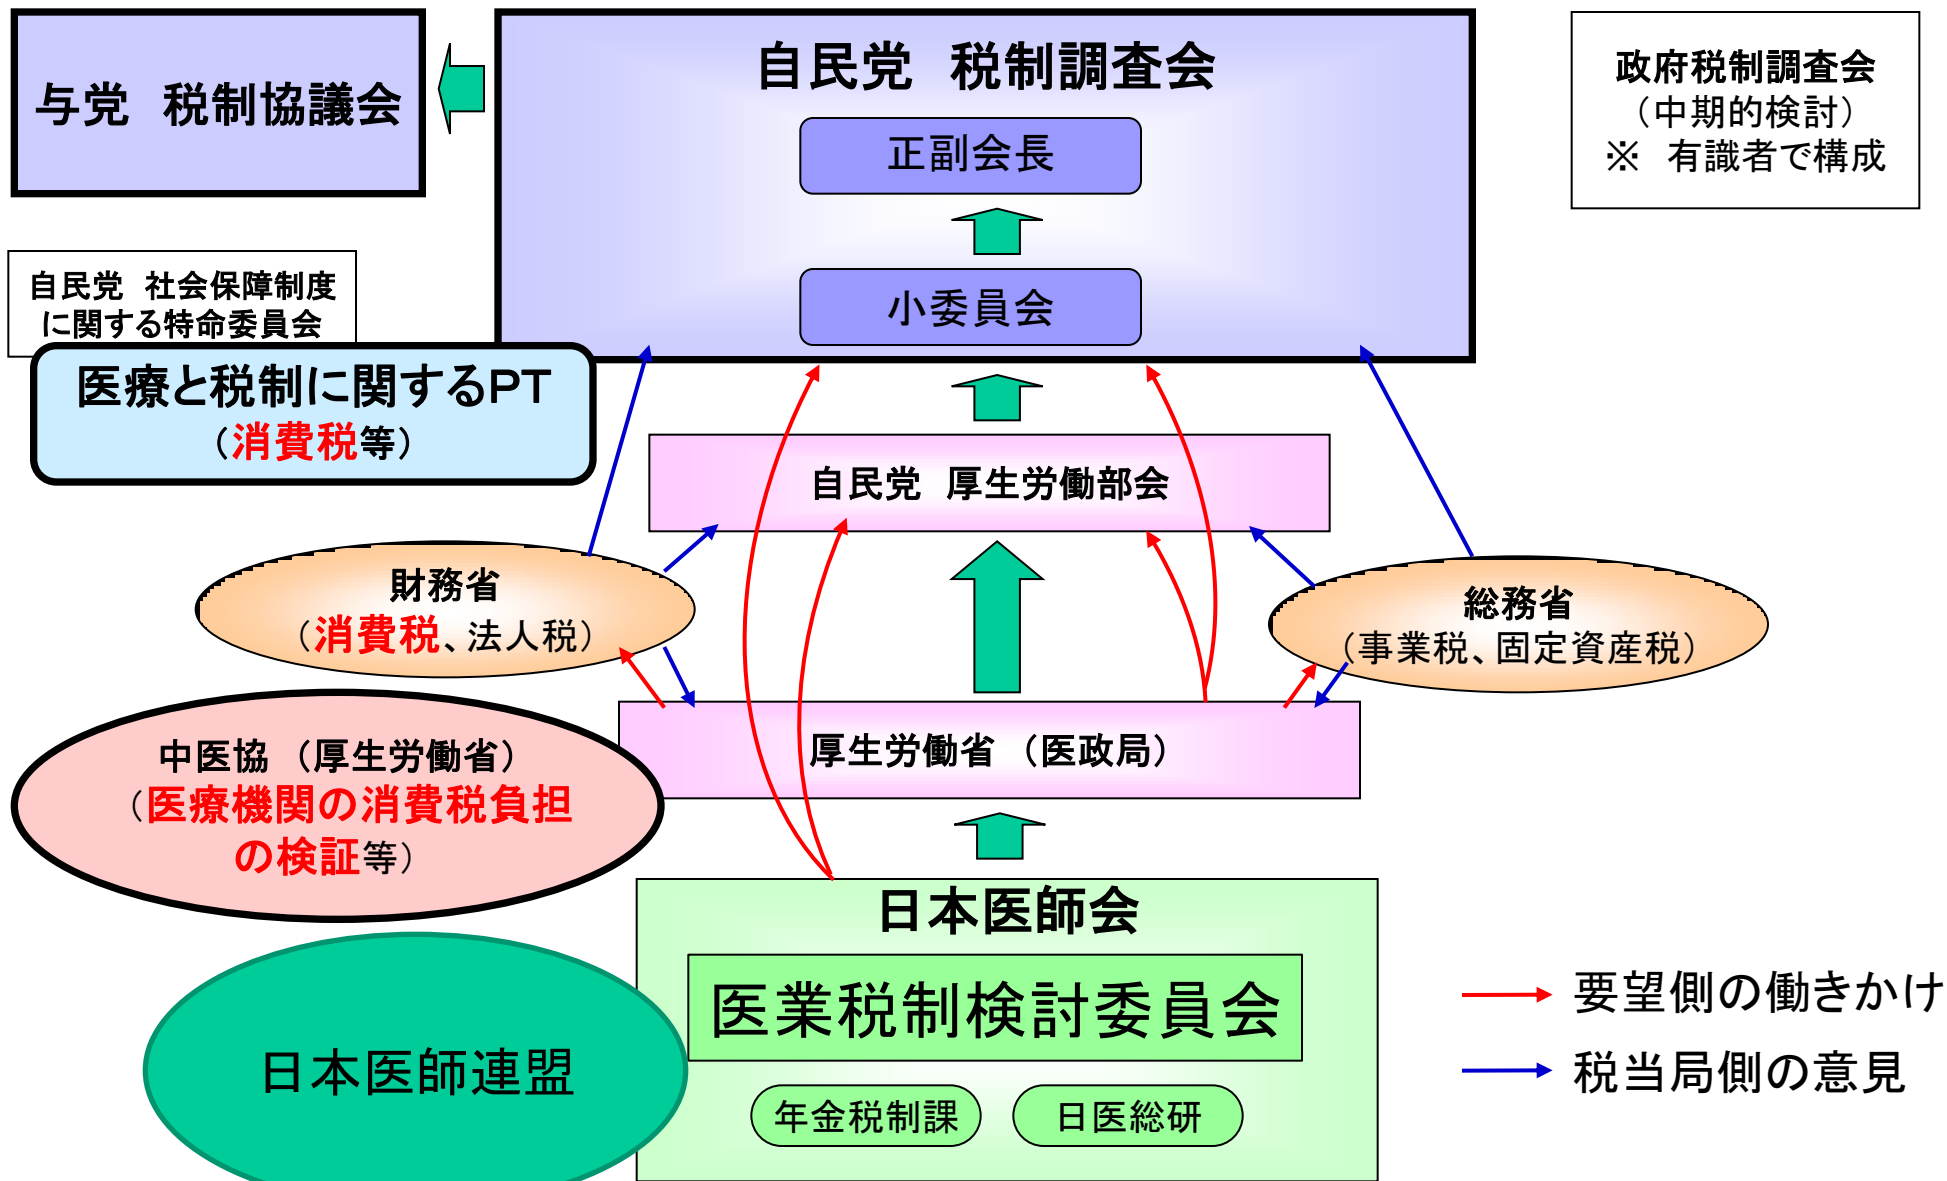 与党　税制協議会
自民党　税制調査会
正副会長
小委員会
政府税制調査会
（中期的検討）
※　有識者で構成
自民党　社会保障制度
に関する特命委員会
医療と税制に関するPT
（消費税等）
自民党　厚生労働部会
財務省
（消費税、法人税）
総務省
（事業税、固定資産税）
中医協（厚生労働省）
（医療機関の消費税負担
の検証等）
厚生労働省（医政局）
日本医師会
医業税制検討委員会
年金税制課
日医総研
日本医師連盟
要望側の働きかけ
税当局側の意見